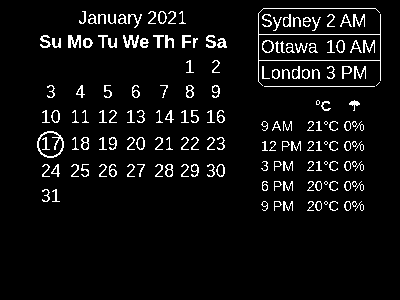 January 2021
Su Mo Tu We Th Fr Sa
1 2
3 4 5 6 7 8 9
10 11 12 13 14 15 16
17 18 19 20 21 22 23
24 25 26 27 28 29 30
31
Sydney 2 AM
Ottawa 10 AM
London 3 PM
°C
9 AM 21°C 0%
12 PM 21°C 0%
3 PM 21°C 0%
6 PM 20°C 0%
9 PM 20°C 0%